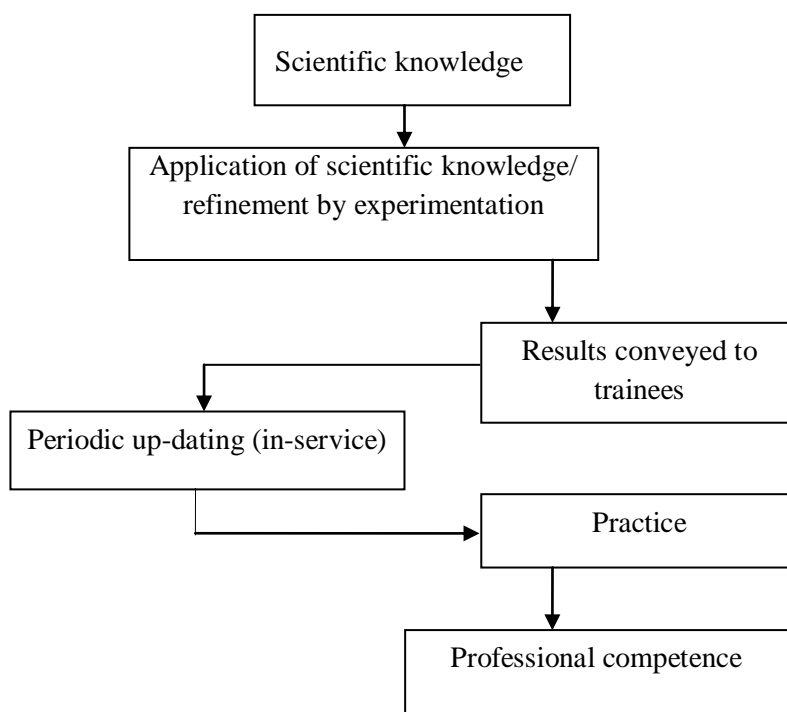 Scientific knowledge
Application of scientific knowledge/
refinement by experimentation
Results conveyed to
trainees
Periodic up-dating (in-service)
Practice
Professional competence